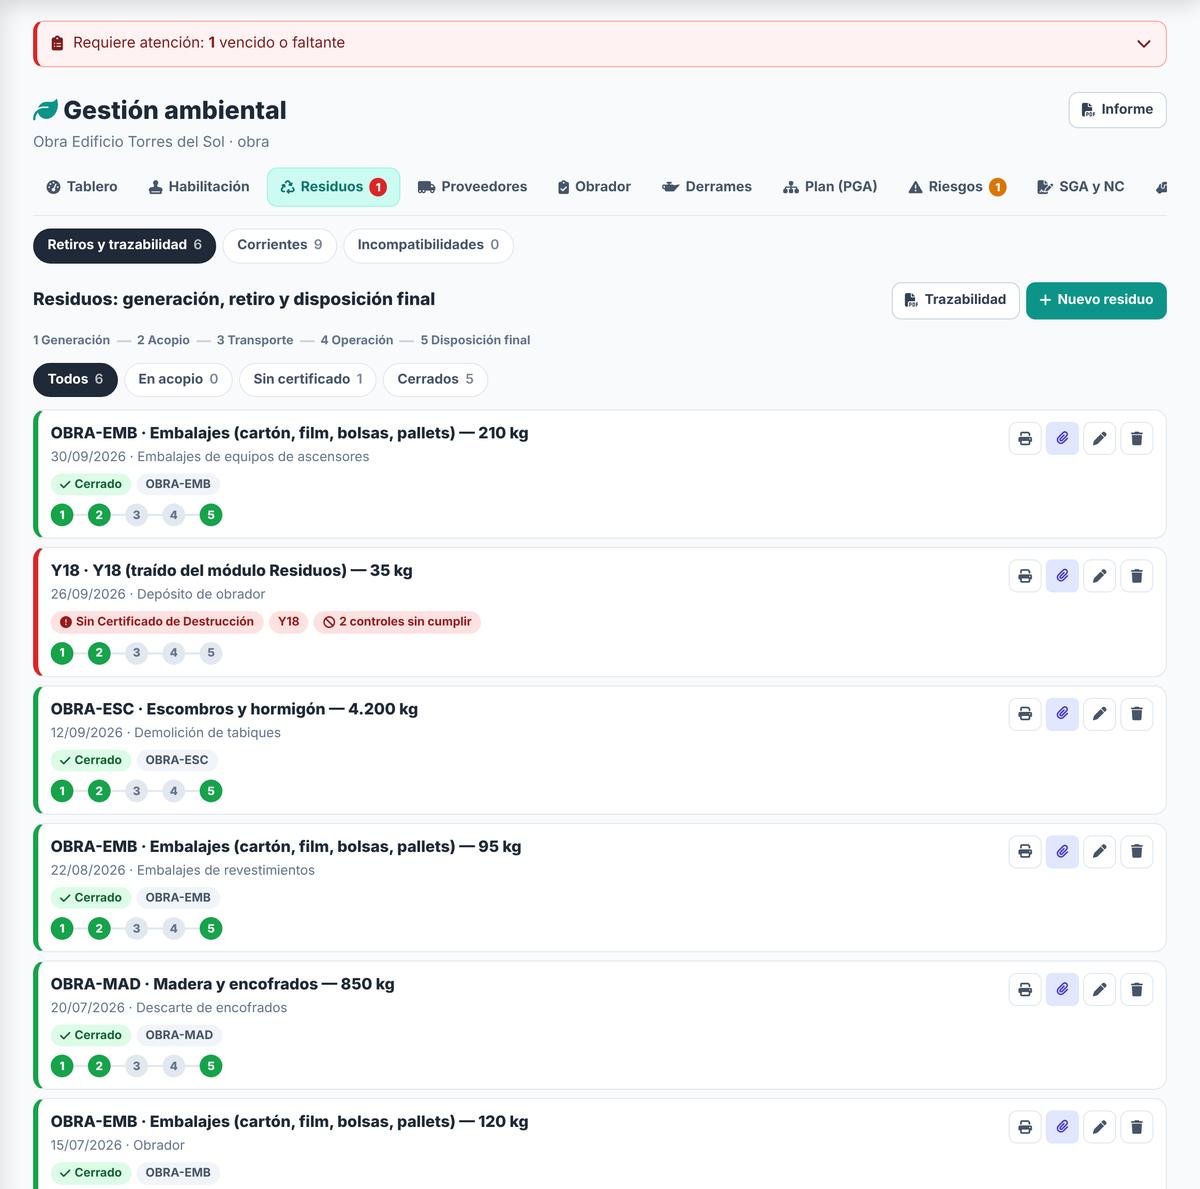 Requiere atención: 1 vencido o faltante
Gestión ambiental
Informe
Obra Edificio Torres del Sol · obra
Tablero Habilitación Residuos 1 Proveedores Obrador Derrames Plan (PGA) Riesgos 1 SGA y NC
Retiros y trazabilidad 6 Corrientes 9 Incompatibilidades 0
Residuos: generación, retiro y disposición final
Trazabilidad + Nuevo residuo
1 Generación — 2 Acopio — 3 Transporte — 4 Operación — 5 Disposición final
Todos 6 En acopio 0 Sin certificado 1 Cerrados 5
OBRA-EMB · Embalajes (cartón, film, bolsas, pallets) — 210 kg
30/09/2026 · Embalajes de equipos de ascensores
Cerrado OBRA-EMB
1 2 3 4 5
Y18 · Y18 (traído del módulo Residuos) — 35 kg
26/09/2026 · Depósito de obrador
Sin Certificado de Destrucción Y18 2 controles sin cumplir
1 2 3 4 5
OBRA-ESC · Escombros y hormigón — 4.200 kg
12/09/2026 · Demolición de tabiques
Cerrado OBRA-ESC
1 2 3 4 5
OBRA-EMB · Embalajes (cartón, film, bolsas, pallets) — 95 kg
22/08/2026 · Embalajes de revestimientos
Cerrado OBRA-EMB
1 2 3 4 5
OBRA-MAD · Madera y encofrados — 850 kg
20/07/2026 · Descarte de encofrados
Cerrado OBRA-MAD
1 2 3 4 5
OBRA-EMB · Embalajes (cartón, film, bolsas, pallets) — 120 kg
15/07/2026 · Obrador
Cerrado OBRA-EMB